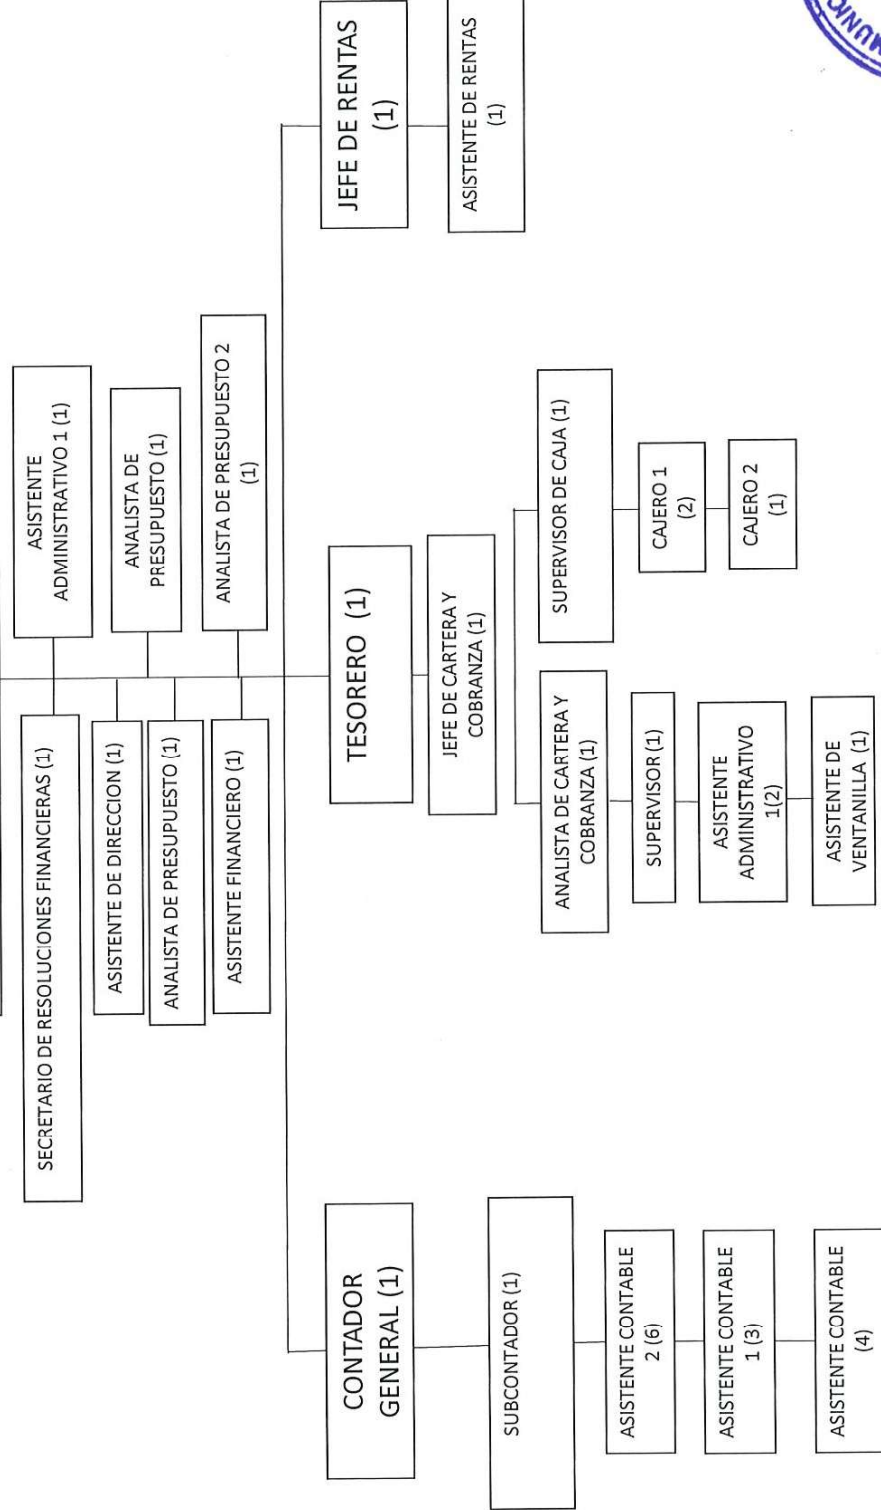 SECRETARIO DE RESOLUCIONES FINANCIERAS (1)
ASISTENTE
ADMINISTRATIVO 1 (1)
ASISTENTE DE DIRECCION (1)
ANALISTA DE
PRESUPUESTO (1)
ANALISTA DE PRESUPUESTO (1)
ANALISTA DE PRESUPUESTO 2
(1)
ASISTENTE FINANCIERO (1)
CONTADOR
GENERAL (1)
SUBCONTADOR (1)
ASISTENTE CONTABLE
2 (6)
ASISTENTE CONTABLE
1 (3)
ASISTENTE CONTABLE
(4)
TESORERO (1)
JEFE DE CARTERA Y
COBRANZA (1)
ANALISTA DE CARTERA Y
COBRANZA (1)
SUPERVISOR (1)
ASISTENTE
ADMINISTRATIVO
1(2)
ASISTENTE DE
VENTANILLA (1)
SUPERVISOR DE CAJA (1)
CAJERO 1
(2)
CAJERO 2
(1)
JEFE DE RENTAS
(1)
ASISTENTE DE RENTAS
(1)